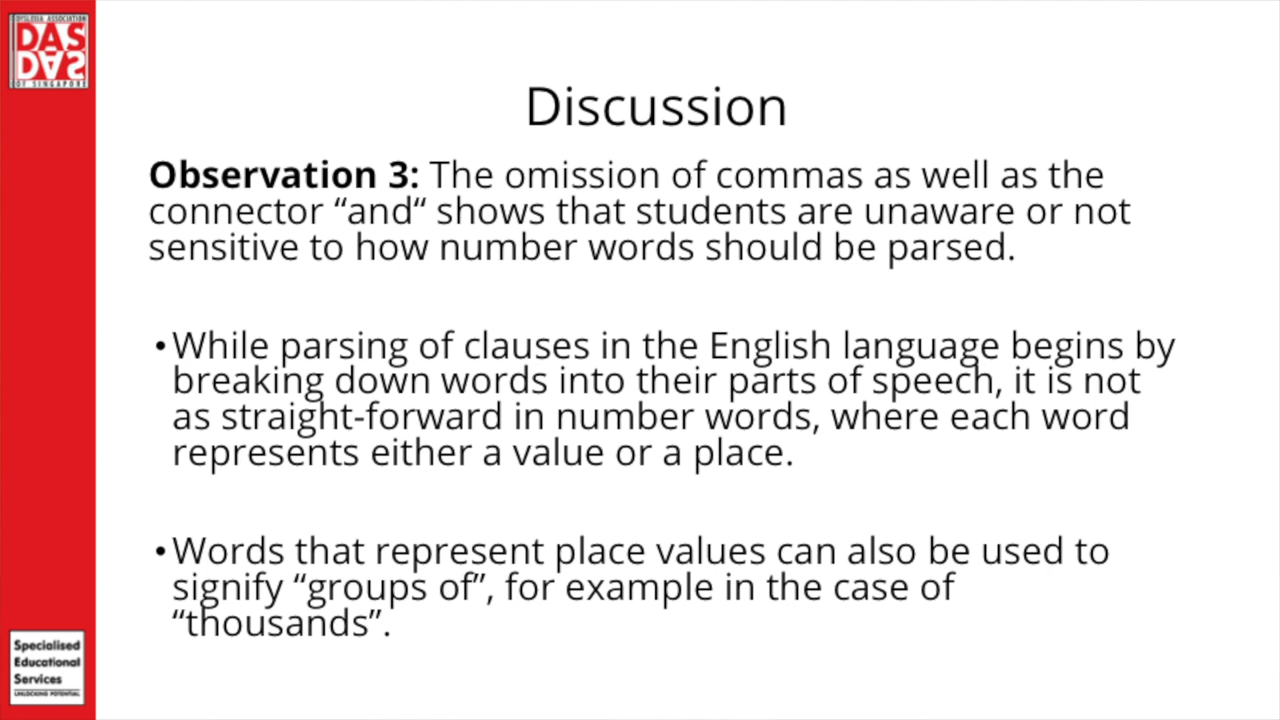 DYSLEXIA ASSOCIATION
DAS
DAS
OF SINGAPORE
Discussion
Observation 3: The omission of commas as well as the
connector “and“ shows that students are unaware or not
sensitive to how number words should be parsed.
•While parsing of clauses in the English language begins by
breaking down words into their parts of speech, it is not
as straight-forward in number words, where each word
represents either a value or a place.
•Words that represent place values can also be used to
signify “groups of”, for example in the case of
“thousands”.
Specialised
Educational
Services
UNLOCKING POTENTIAL